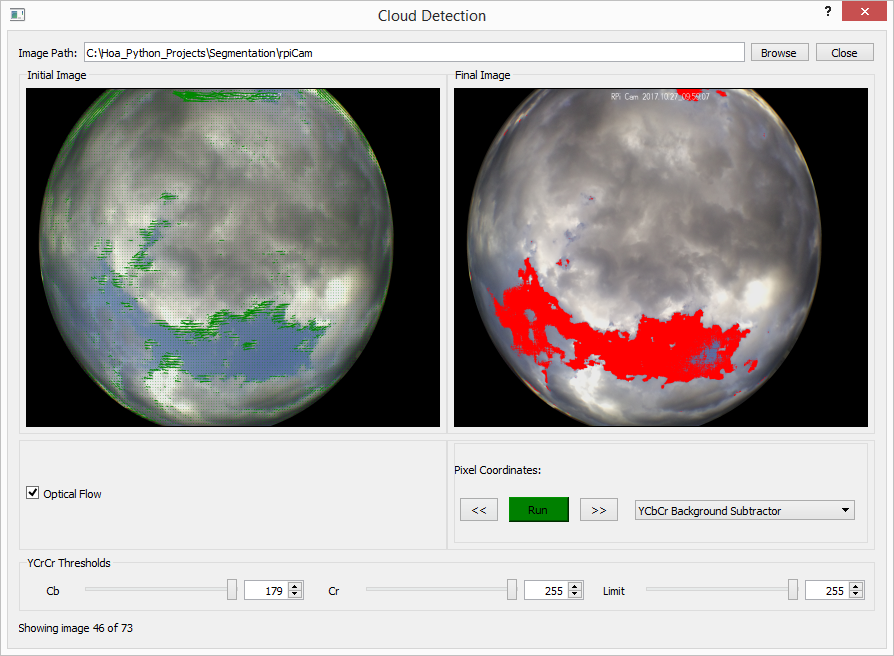 Cloud Detection
?
Image Path: C:\Hoa_Python_Projects\Segmentation\rpiCam Browse Close
Initial Image
Final Image
RPi Cam 2017.10.27_09:59:07
Optical Flow
Pixel Coordinates:
<< Run >> YCbCr Background Subtractor
YCrCr Thresholds
Cb 179 Cr 255 Limit 255
Showing image 46 of 73